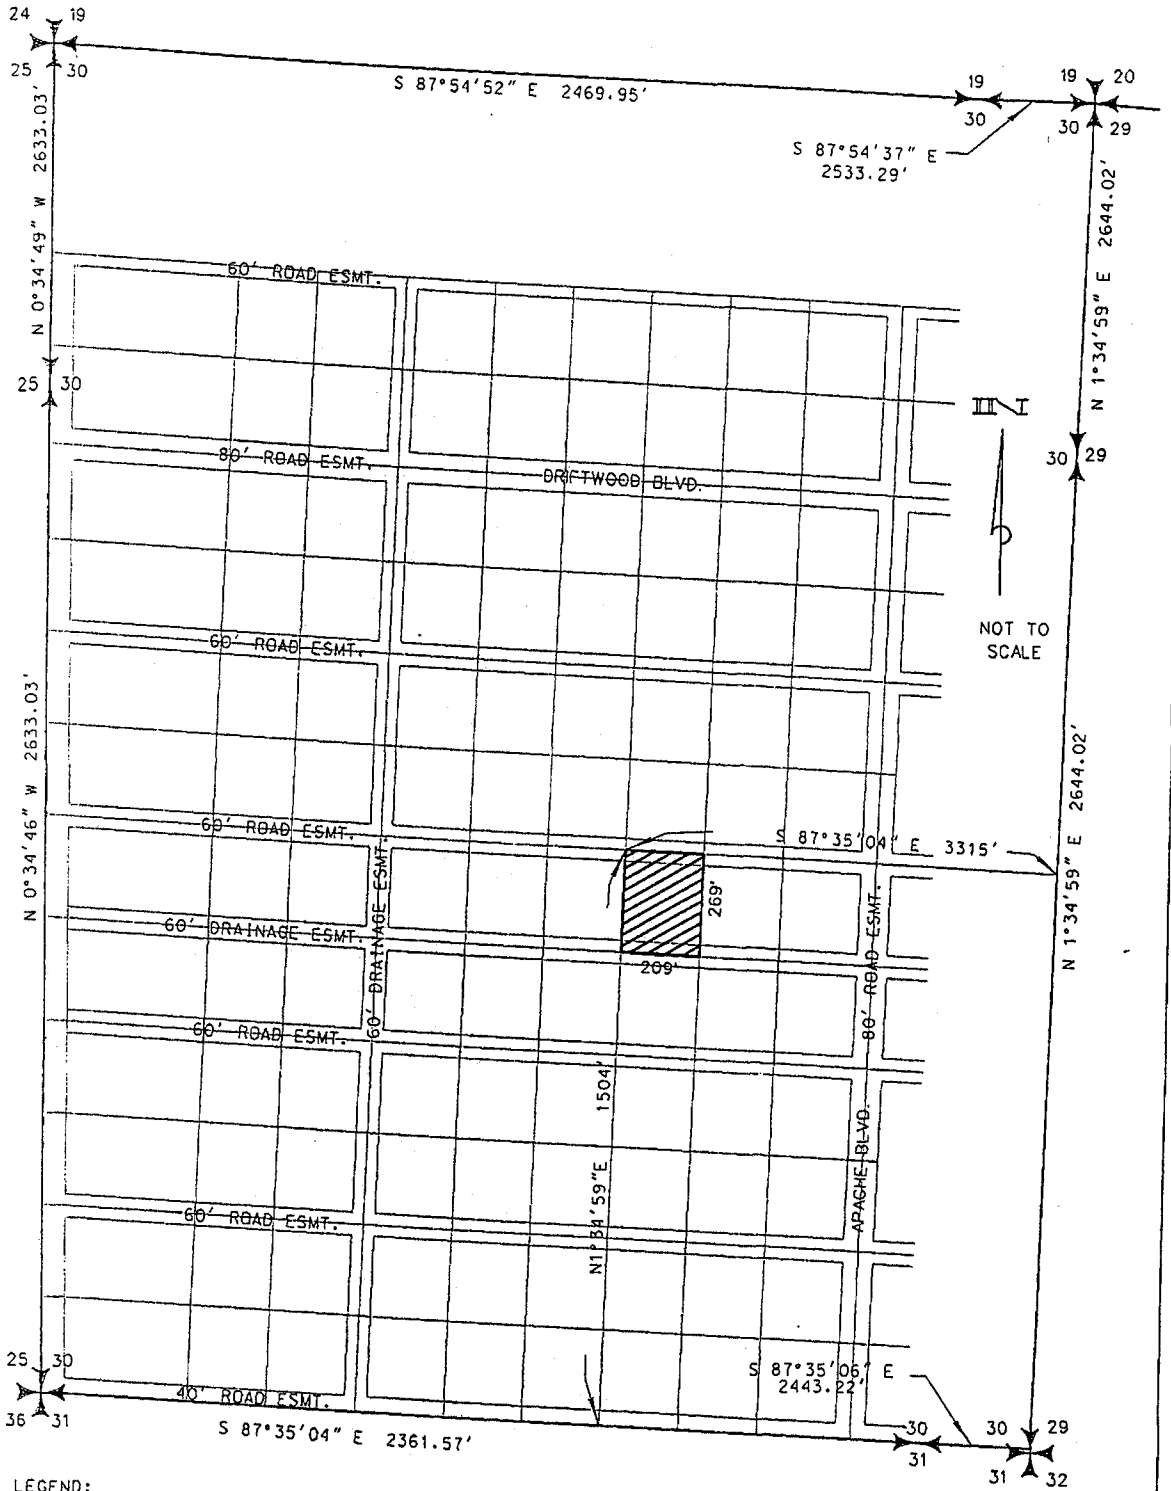 24 19
25 30
S 87°54'52" E 2469.95'
19
30
19 20
30 29
S 87°54'37" E
2533.29'
N 0°34'49" W 2633.03'
N 1°34'59" E 2644.02'
60' ROAD ESMT.
25 30
80' ROAD ESMT.
DRIFTWOOD BLVD.
N
30 29
NOT TO
SCALE
60' ROAD ESMT.
N 0°34'46" W 2633.03'
N 1°34'59" E 2644.02'
60' ROAD ESMT.
S 87°35'04" E 3315'
269'
209'
60' DRAINAGE ESMT.
60' DRAINAGE ESMT.
80' ROAD ESMT.
60' ROAD ESMT.
1504'
N1°34'59"E
APACHE BLVD.
60' ROAD ESMT.
25 30
36 31
40' ROAD ESMT.
S 87°35'04" E 2361.57'
S 87°35'06" E
2443.22'
30
31
30 29
31 32
LEGEND: